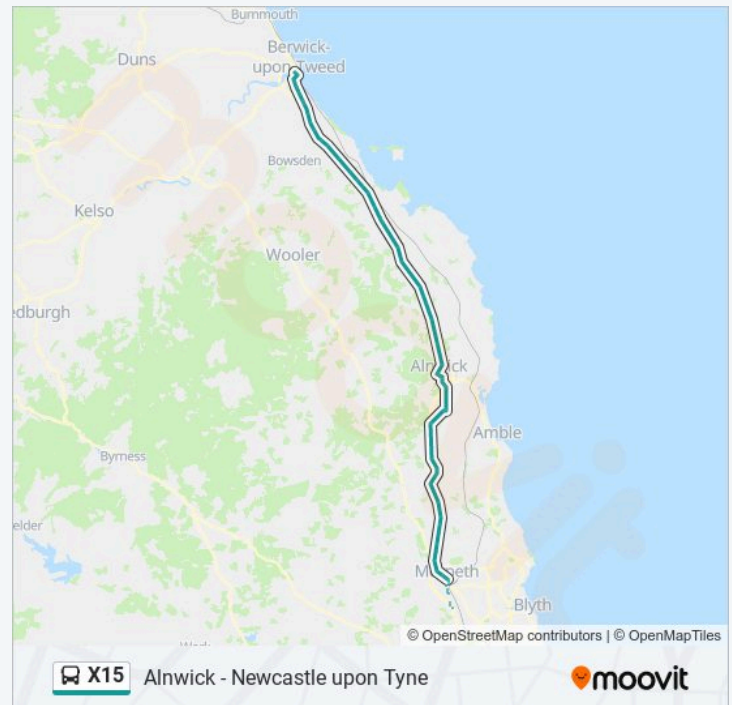 Burnmouth
Duns
Berwick-
upon-Tweed
Bowsden
Kelso
Wooler
edburgh
Alnwick
Amble
Byrness
elder
Morpeth
Blyth
© OpenStreetMap contributors | © OpenMapTiles
X15 Alnwick - Newcastle upon Tyne
moovit